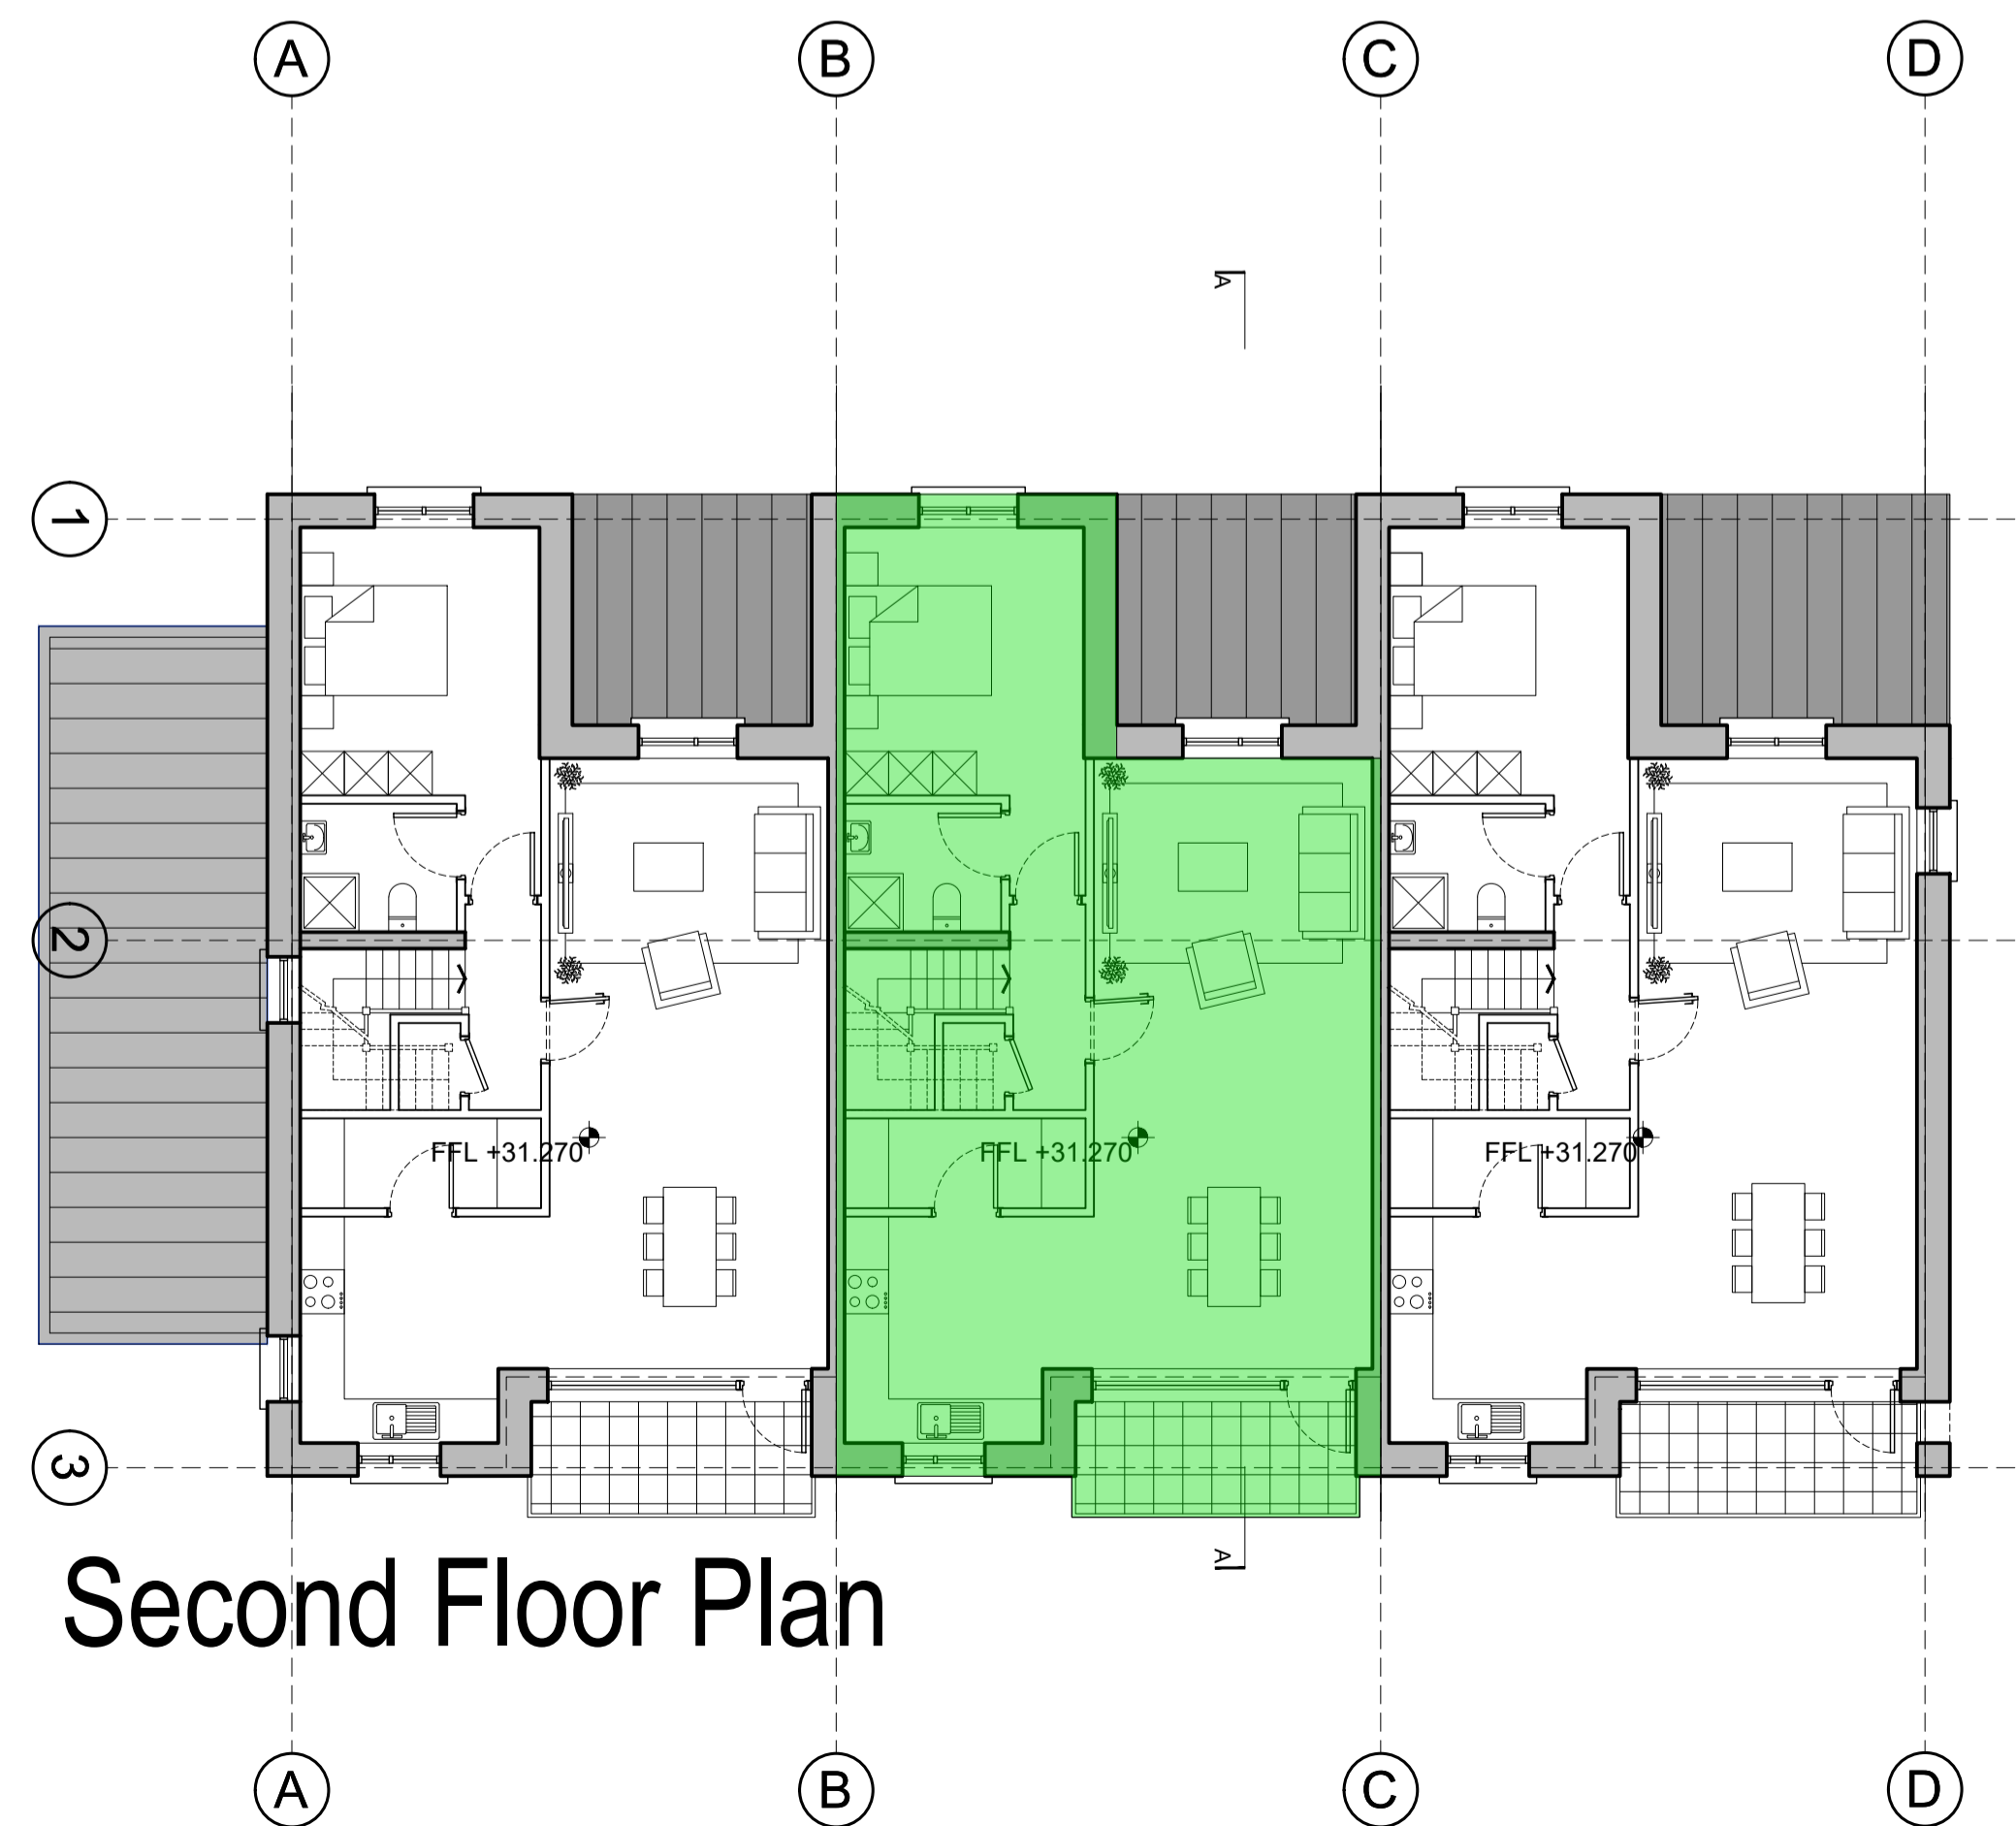 A B C D
A
1
2
FFL +31.270 FFL +31.270 FFL +31.270
3
A
Second Floor Plan
A B C D